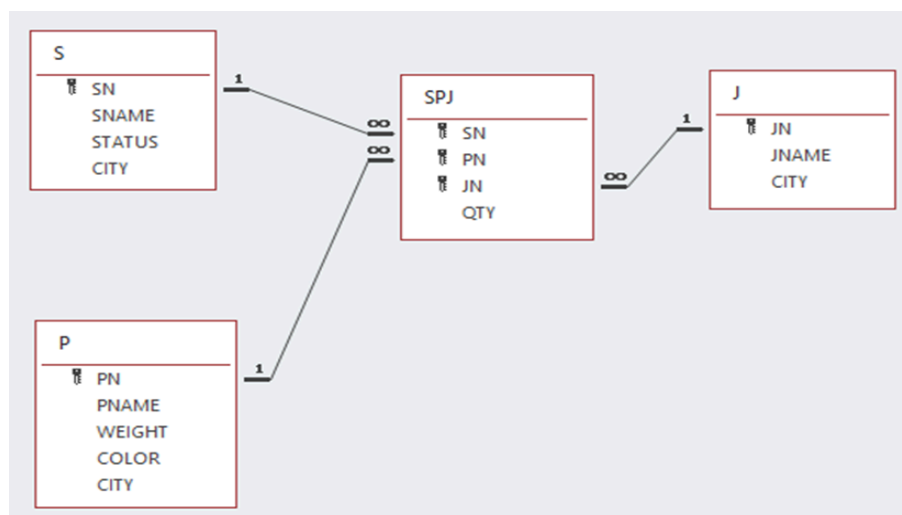 S
SN
SNAME
STATUS
CITY
1
∞
∞
SPJ
SN
PN
JN
QTY
1
∞
J
JN
JNAME
CITY
P
PN
PNAME
WEIGHT
COLOR
CITY
1